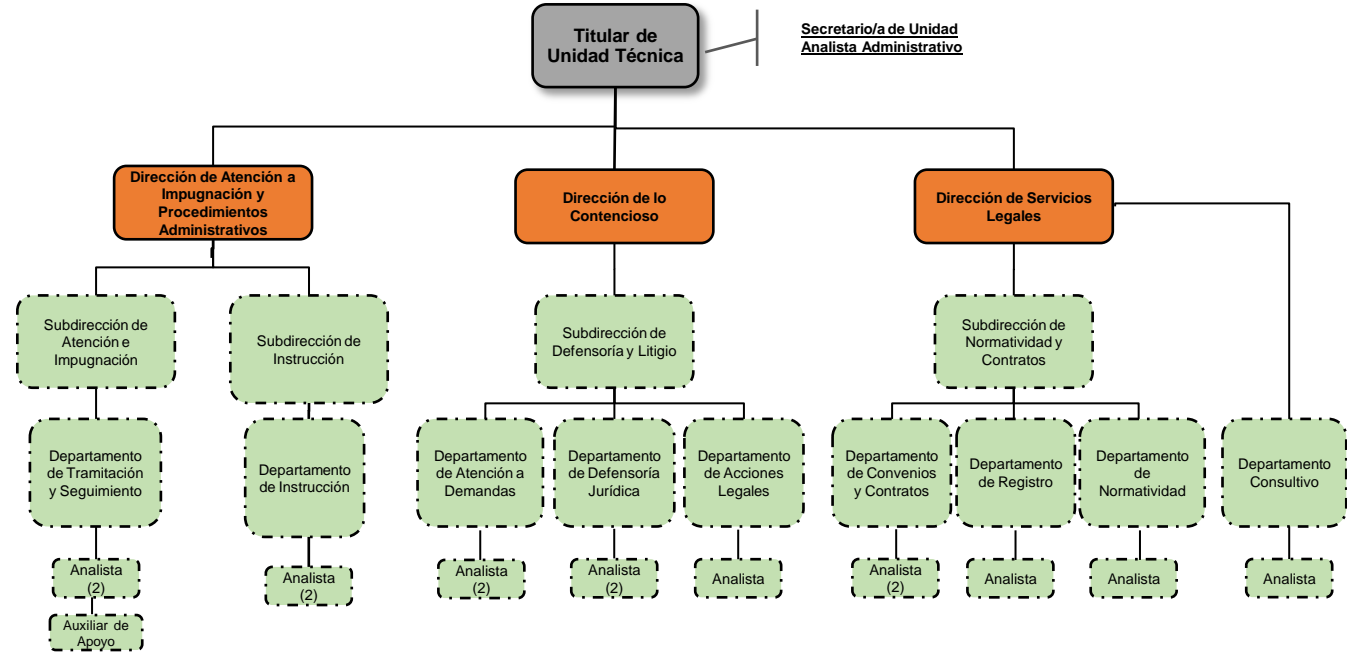 Titular de
Unidad Técnica
Secretario/a de Unidad
Analista Administrativo
Dirección de Atención a
Impugnación y
Procedimientos
Administrativos
Dirección de lo
Contencioso
Dirección de Servicios
Legales
Subdirección de
Atención e
Impugnación
Subdirección de
Instrucción
Subdirección de
Defensoría y Litigio
Subdirección de
Normatividad y
Contratos
Departamento
de Tramitación
y Seguimiento
Departamento
de Instrucción
Departamento
de Atención a
Demandas
Departamento
de Defensoría
Jurídica
Departamento
de Acciones
Legales
Departamento
de Convenios
y Contratos
Departamento
de Registro
Departamento
de
Normatividad
Departamento
Consultivo
Analista
(2)
Analista
(2)
Analista
(2)
Analista
(2)
Analista
Analista
(2)
Analista
Analista
Analista
Auxiliar de
Apoyo